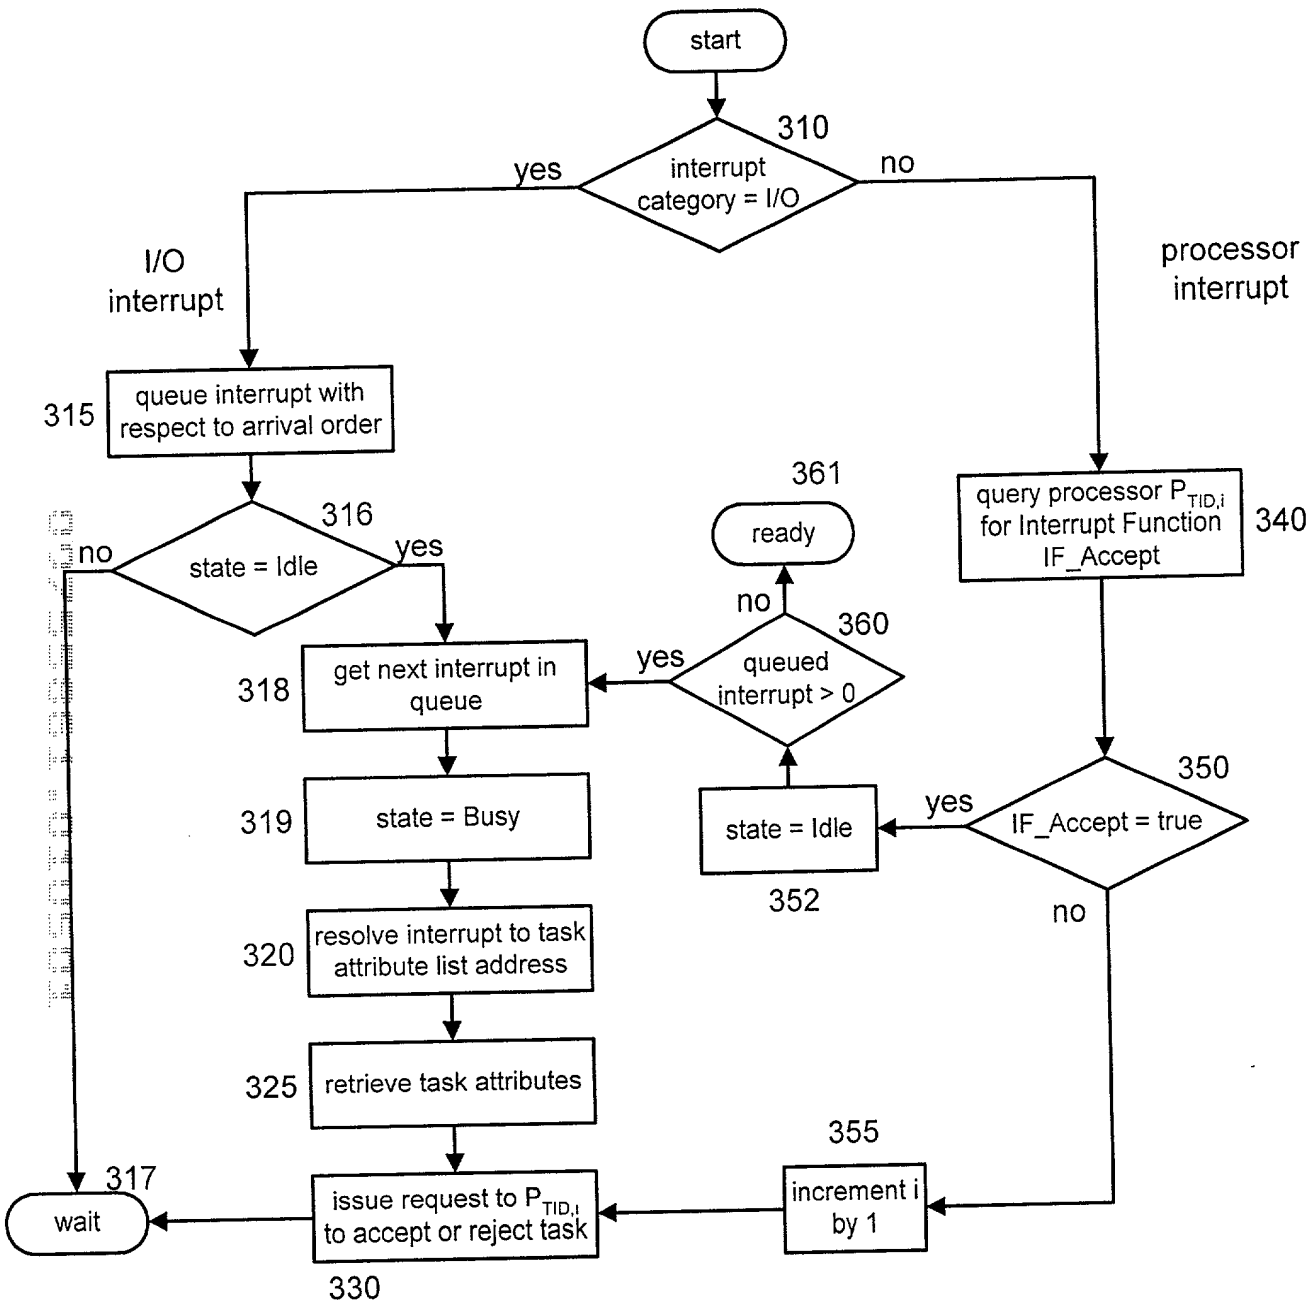 start
310
interrupt
category = I/O
yes
no
I/O
interrupt
processor
interrupt
queue interrupt with
respect to arrival order
315
316
state = Idle
no
yes
361
ready
query processor P_TID,i
for Interrupt Function
IF_Accept
340
no
360
queued
interrupt > 0
yes
get next interrupt in
queue
318
350
IF_Accept = true
yes
no
state = Idle
352
state = Busy
319
resolve interrupt to task
attribute list address
320
retrieve task attributes
325
355
increment i
by 1
issue request to P_TID,i
to accept or reject task
330
317
wait